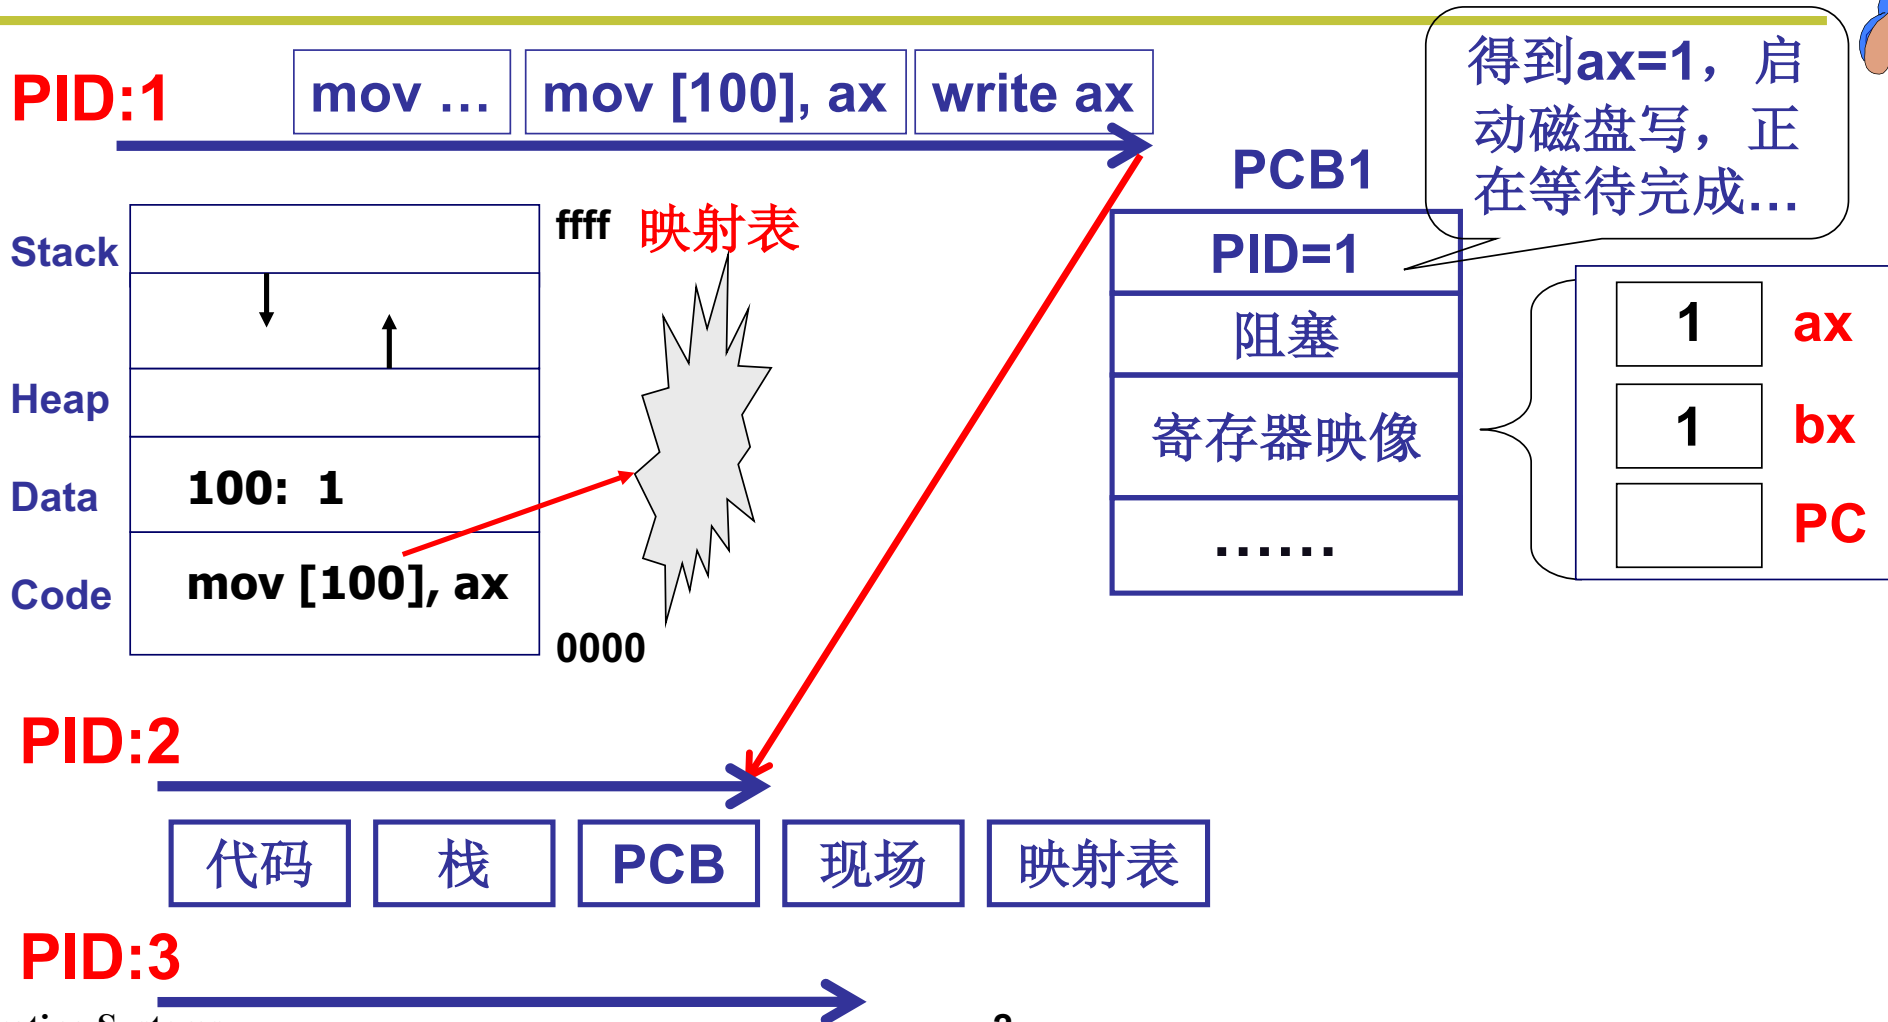 PID:1
mov …
mov [100], ax
write ax
得到ax=1，启
动磁盘写，正
在等待完成…
PCB1
PID=1
阻塞
寄存器映像
……
1 ax
1 bx
PC
Stack
Heap
Data
Code
ffff
映射表
100: 1
mov [100], ax
0000
PID:2
代码
栈
PCB
现场
映射表
PID:3